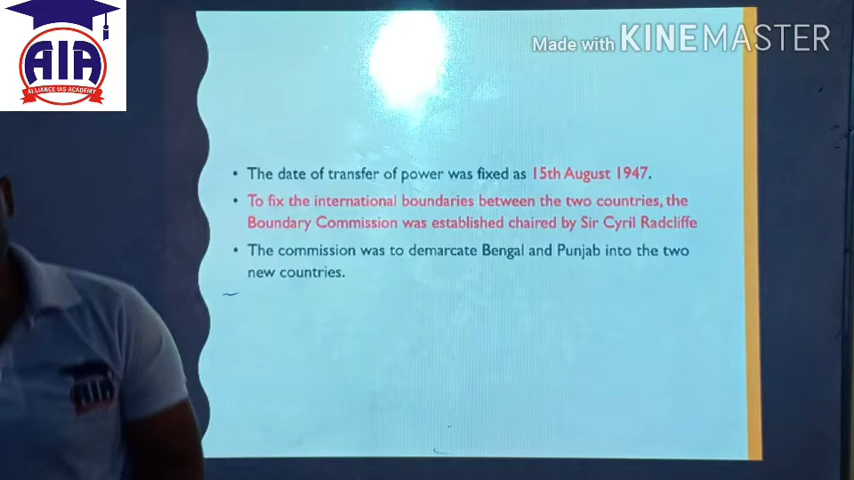 Made with KINEMASTER
AIA
ALLIANCE IAS ACADEMY
• The date of transfer of power was fixed as 15th August 1947.
• To fix the international boundaries between the two countries, the
Boundary Commission was established chaired by Sir Cyril Radcliffe
• The commission was to demarcate Bengal and Punjab into the two
new countries.
AIA